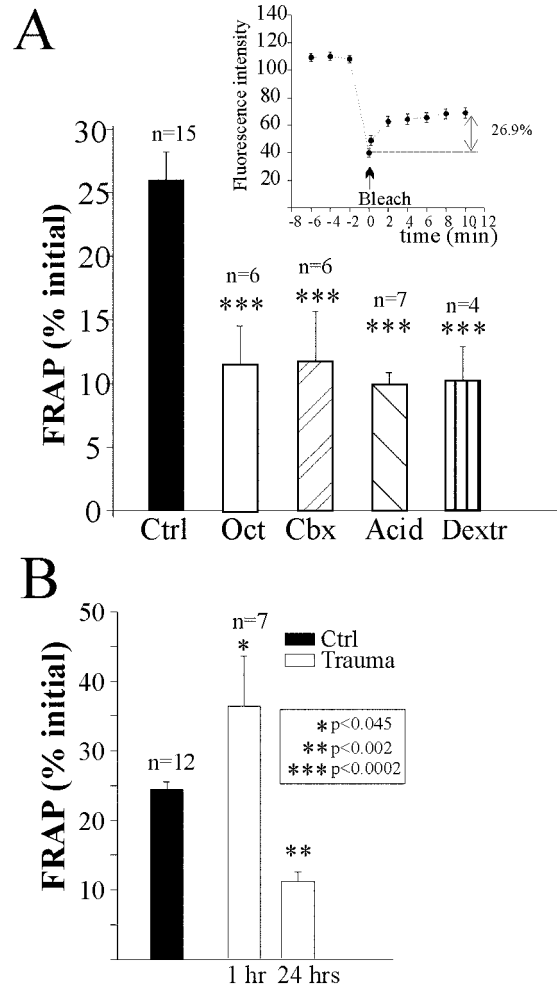 A
Fluorescence intensity
140
120
100
80
60
40
20
26.9%
Bleach
-8 -6 -4 -2 0 2 4 6 8 10 12
time (min)
FRAP (% initial)
30
25
20
15
10
5
0
n=15
n=6
***
n=6
***
n=7
***
n=4
***
Ctrl Oct Cbx Acid Dextr
B
FRAP (% initial)
50
40
30
20
10
n=12
n=7
*
**
Ctrl
Trauma
* p<0.045
** p<0.002
*** p<0.0002
1 hr 24 hrs